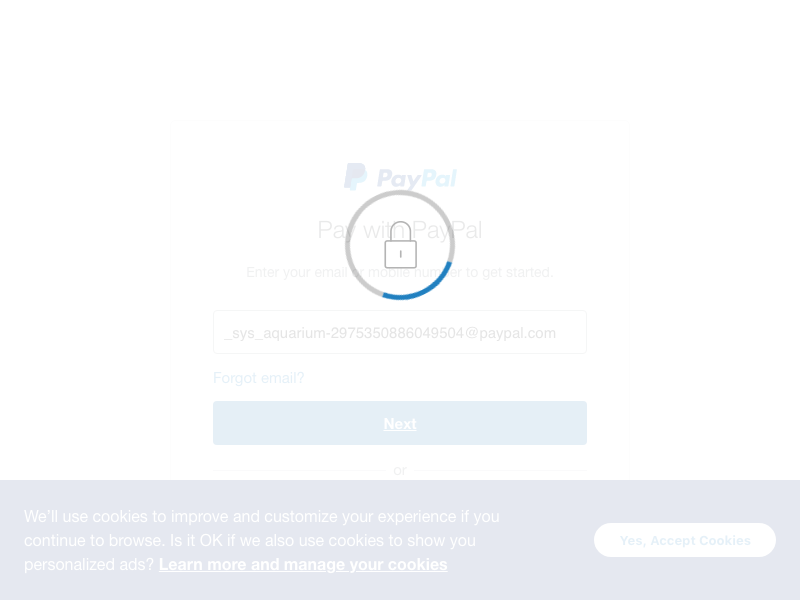 PayPal
Pay with PayPal
Enter your email or mobile number to get started.
_sys_aquarium-2975350886049504@paypal.com
Forgot email?
Next
or
We'll use cookies to improve and customize your experience if you
continue to browse. Is it OK if we also use cookies to show you
personalized ads? Learn more and manage your cookies
Yes, Accept Cookies